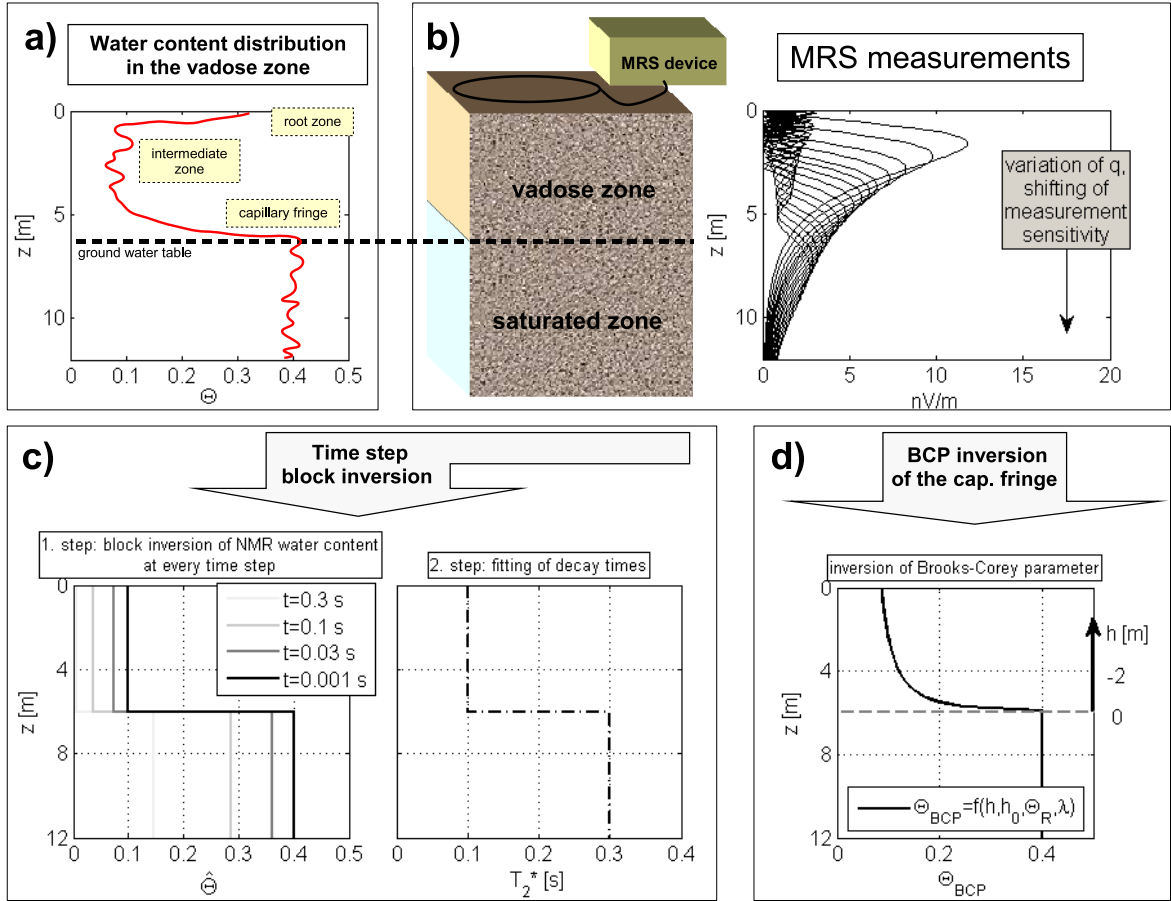 a)
Water content distribution
in the vadose zone
0
5
10
z [m]
root zone
intermediate
zone
capillary fringe
ground water table
0
0.1
0.2
0.3
0.4
0.5
Θ
b)
MRS device
vadose zone
saturated zone
MRS measurements
0
5
10
z [m]
variation of q,
shifting of
measurement
sensitivity
0
5
10
15
20
nV/m
c)
Time step
block inversion
1. step: block inversion of NMR water content
at every time step
0
4
8
12
z [m]
t=0.3 s
t=0.1 s
t=0.03 s
t=0.001 s
0
0.1
0.2
0.3
0.4
0.5
Θ̂
2. step: fitting of decay times
0
0.1
0.2
0.3
0.4
T₂* [s]
d)
BCP inversion
of the cap. fringe
inversion of Brooks-Corey parameter
0
4
8
12
z [m]
h [m]
-2
0
Θ_BCP=f(h,h₀,Θ_R,λ)
0
0.2
0.4
Θ_BCP